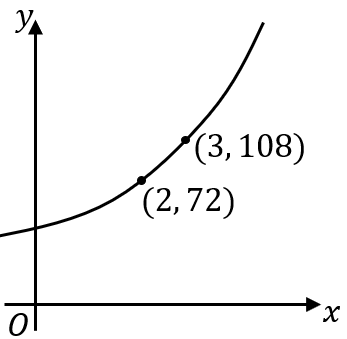 y
(3, 108)
(2, 72)
O
x